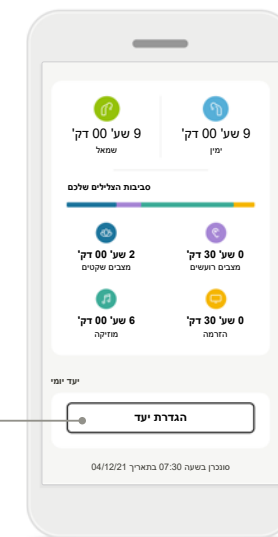 9 שע' 00 דק'
ימין
9 שע' 00 דק'
שמאל
סביבות הצלילים שלכם
0 שע' 30 דק'
מצבים רועשים
2 שע' 00 דק'
מצבים שקטים
0 שע' 30 דק'
הזרמה
6 שע' 00 דק'
מוזיקה
יעד יומי
הגדרת יעד
סונכרן בשעה 07:30 בתאריך 04/12/21